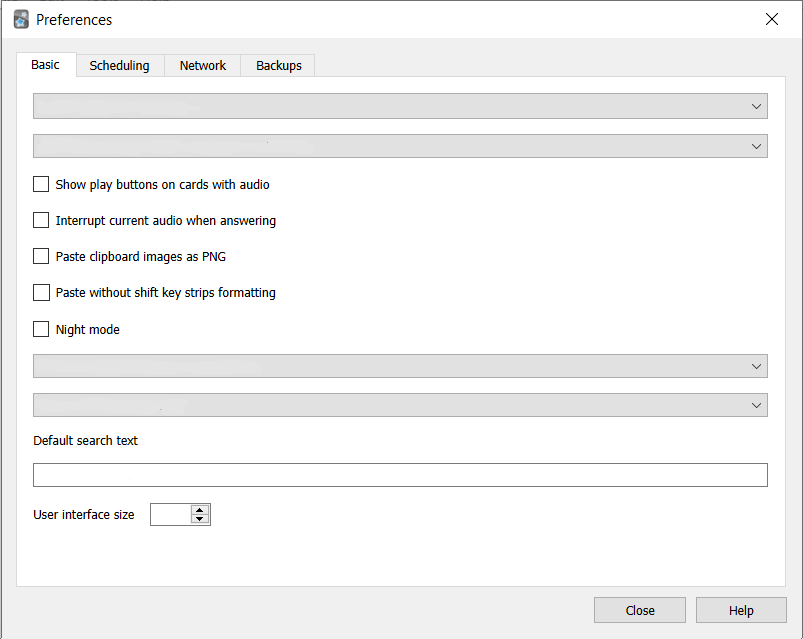 Preferences
Basic Scheduling Network Backups
Show play buttons on cards with audio
Interrupt current audio when answering
Paste clipboard images as PNG
Paste without shift key strips formatting
Night mode
Default search text
User interface size
Close Help